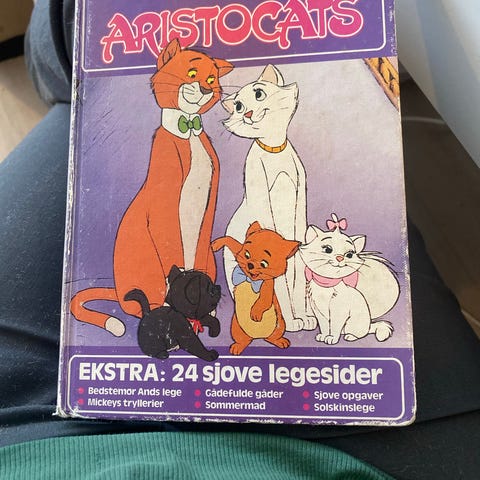 ARISTOCATS
EKSTRA: 24 sjove legesider
Bedstemor Ands lege
Gådefulde gåder
Sjove opgaver
Mickeys tryllerier
Sommermad
Solskinslege